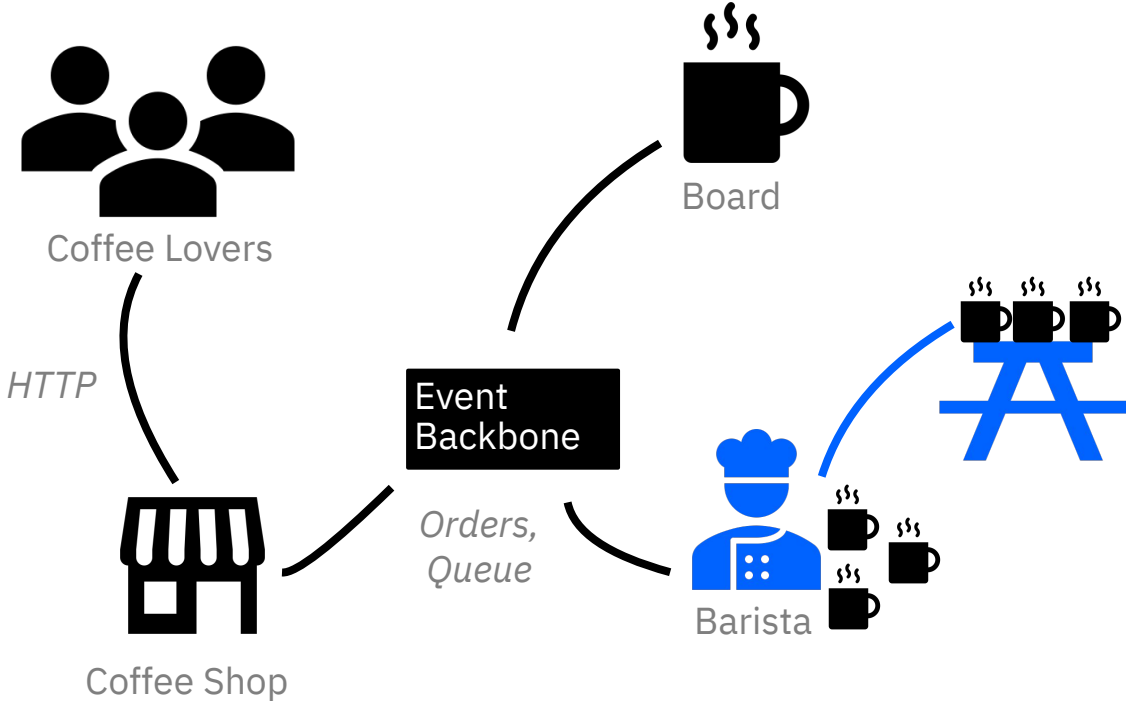 Coffee Lovers
Board
HTTP
Event
Backbone
Orders,
Queue
Barista
Coffee Shop